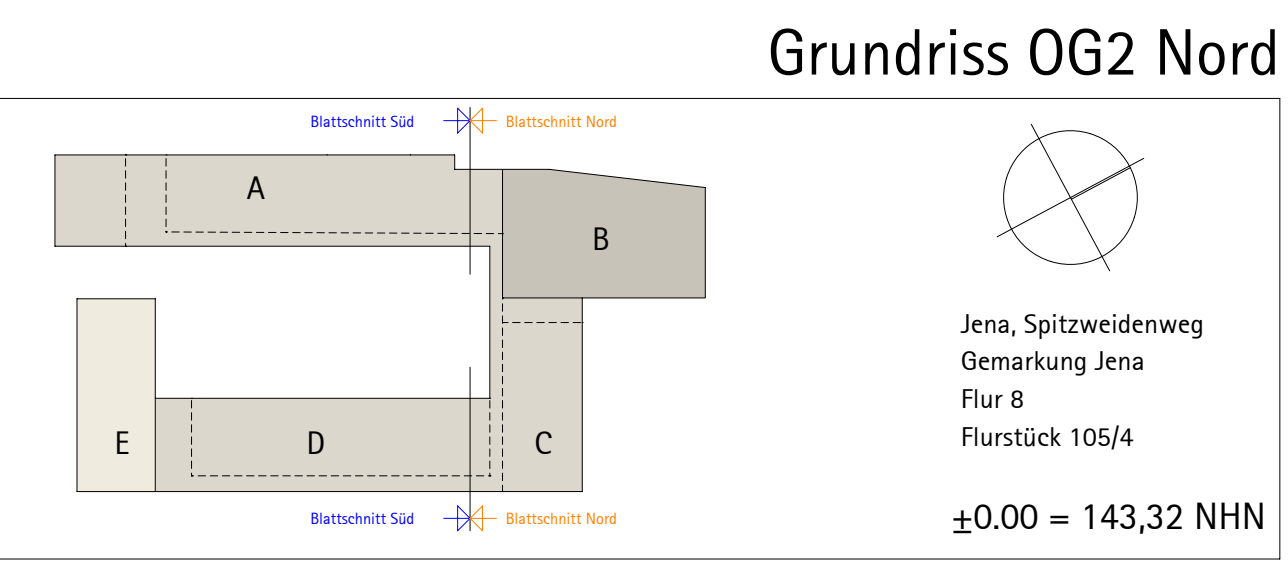 Grundriss OG2 Nord
Blattschnitt Süd
Blattschnitt Nord
A
B
E
D
C
Blattschnitt Süd
Blattschnitt Nord
Jena, Spitzweidenweg
Gemarkung Jena
Flur 8
Flurstück 105/4
±0.00 = 143,32 NHN